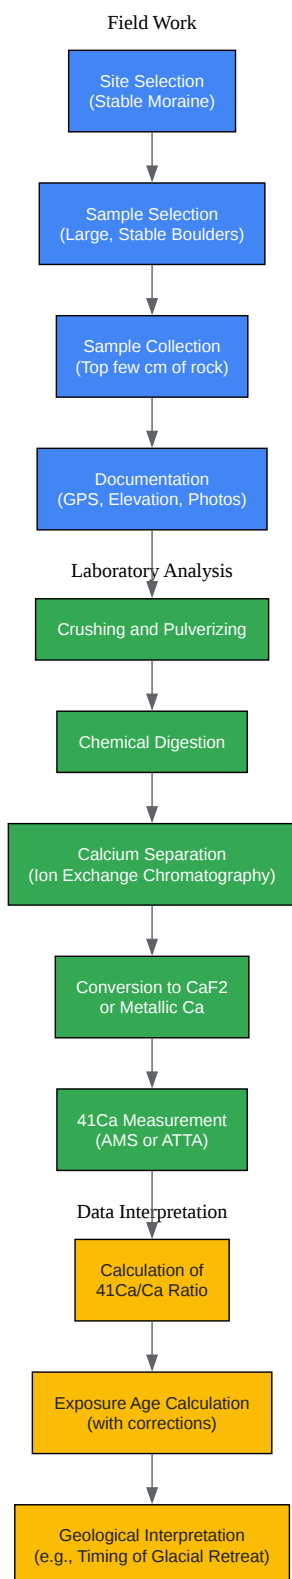 Field Work
Site Selection
(Stable Moraine)
Sample Selection
(Large, Stable Boulders)
Sample Collection
(Top few cm of rock)
Documentation
(GPS, Elevation, Photos)
Laboratory Analysis
Crushing and Pulverizing
Chemical Digestion
Calcium Separation
(Ion Exchange Chromatography)
Conversion to CaF2
or Metallic Ca
41Ca Measurement
(AMS or ATTA)
Data Interpretation
Calculation of
41Ca/Ca Ratio
Exposure Age Calculation
(with corrections)
Geological Interpretation
(e.g., Timing of Glacial Retreat)